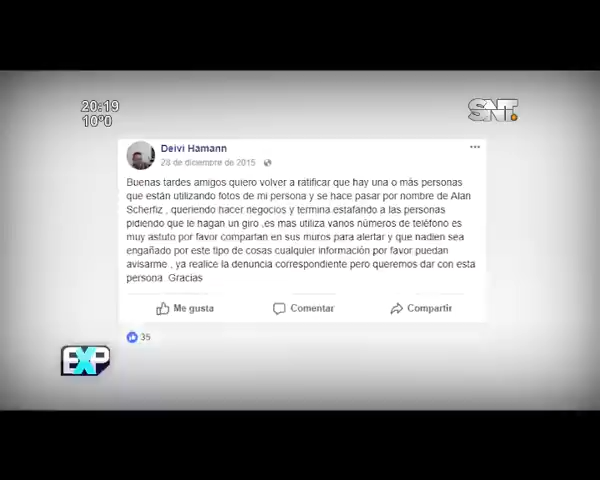 20:19
10º0
SNT.
Deivi Hamann
28 de diciembre de 2015
Buenas tardes amigos quiero volver a ratificar que hay una o más personas
que están utilizando fotos de mi persona y se hace pasar por nombre de Alan
Scherfiz , queriendo hacer negocios y termina estafando a las personas
pidiendo que le hagan un giro ,es mas utiliza varios números de teléfono es
muy astuto por favor compartan en sus muros para alertar y que nadien sea
engañado por este tipo de cosas cualquier información por favor puedan
avisarme , ya realice la denuncia correspondiente pero queremos dar con esta
persona .Gracias
Me gusta Comentar Compartir
35
EXP